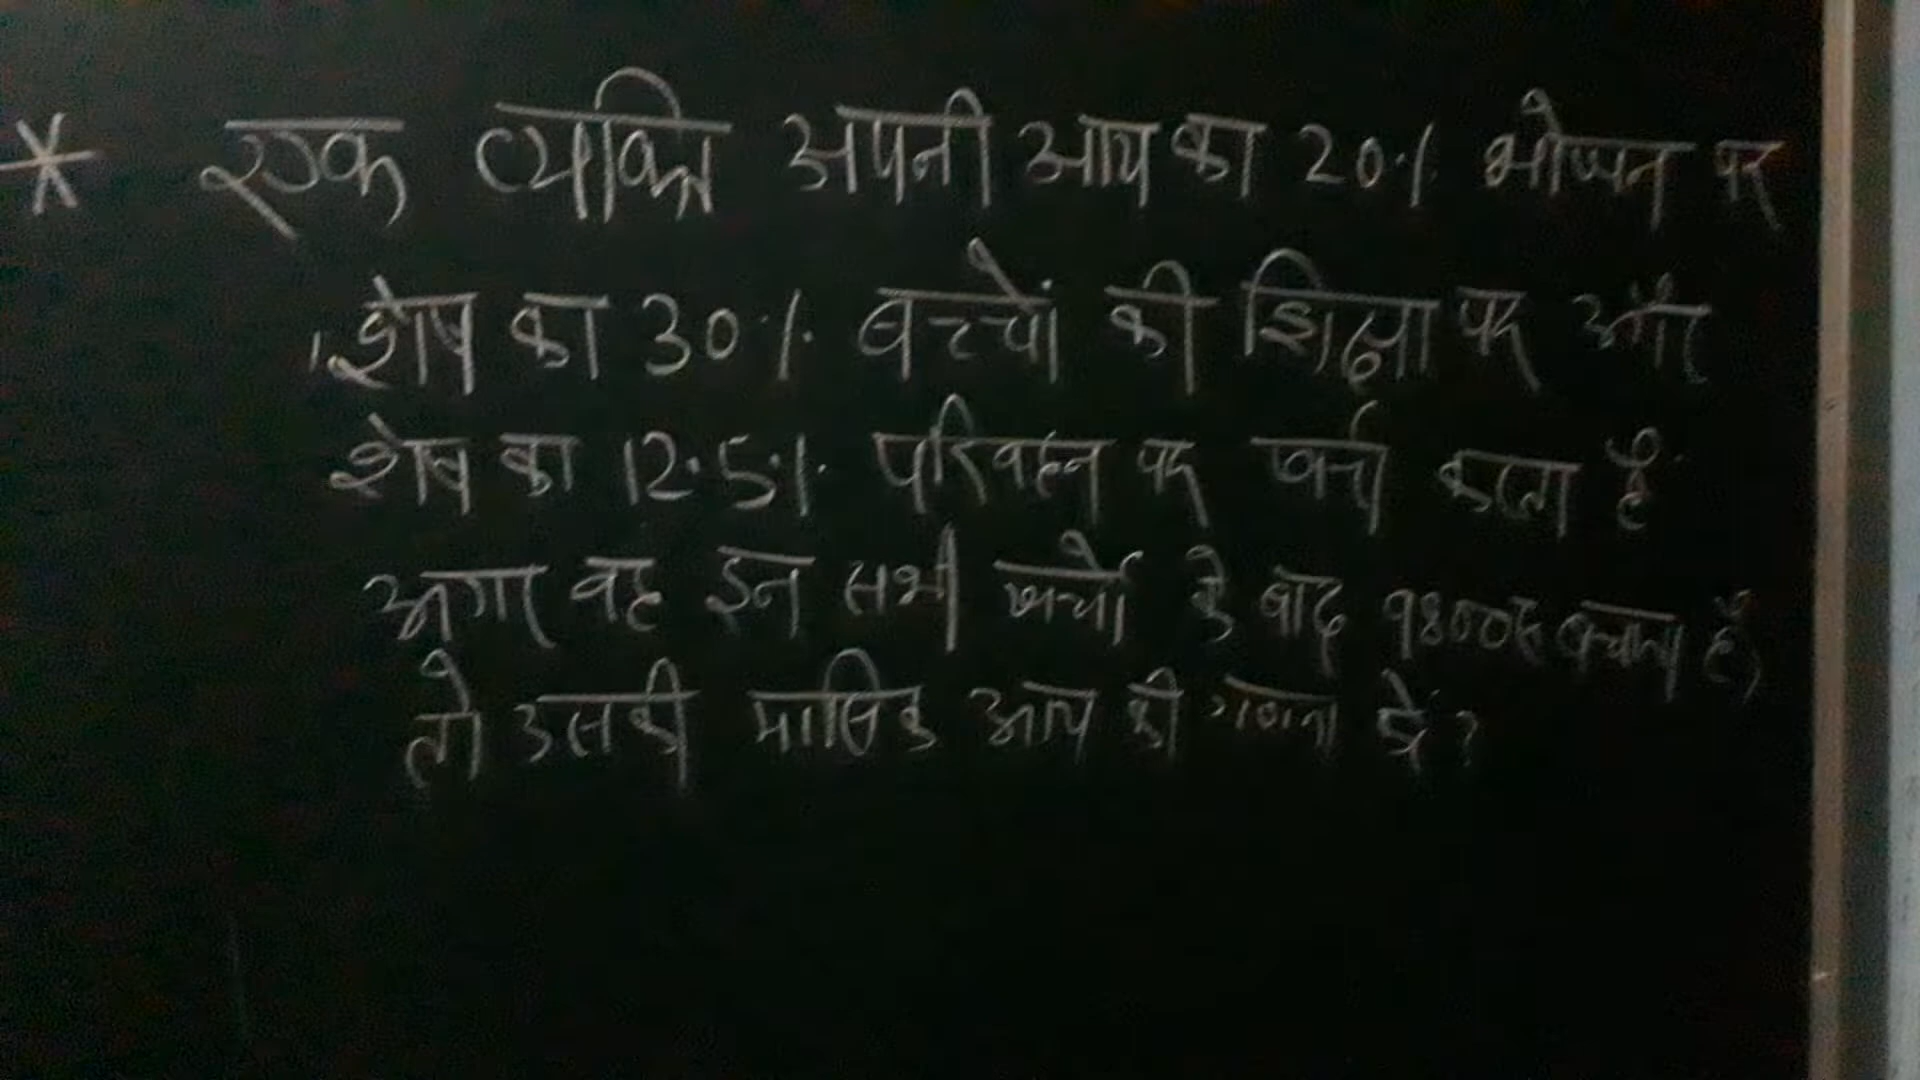 * एक व्यक्ति अपनी आय का 20% भोजन पर
शेष का 30% बच्चों की शिक्षा पर और
शेष का 12.5% परिवहन पर खर्च करता है
अगर वह इन सभी खर्चो के बाद 9800रु बचाता है,
तो उसकी मासिक आय की गणना करें?